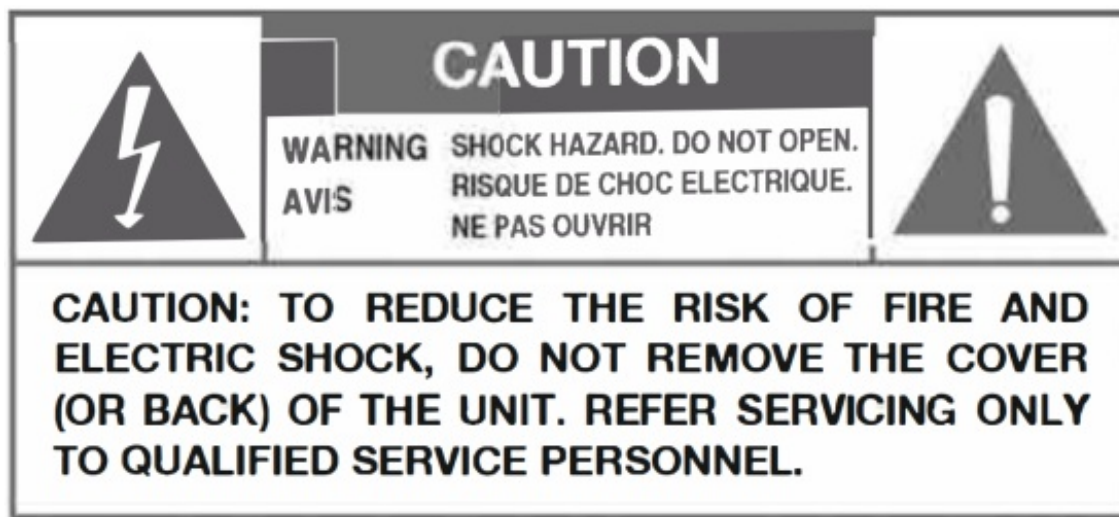 CAUTION
WARNING SHOCK HAZARD. DO NOT OPEN.
AVIS RISQUE DE CHOC ELECTRIQUE.
NE PAS OUVRIR
CAUTION: TO REDUCE THE RISK OF FIRE AND
ELECTRIC SHOCK, DO NOT REMOVE THE COVER
(OR BACK) OF THE UNIT. REFER SERVICING ONLY
TO QUALIFIED SERVICE PERSONNEL.